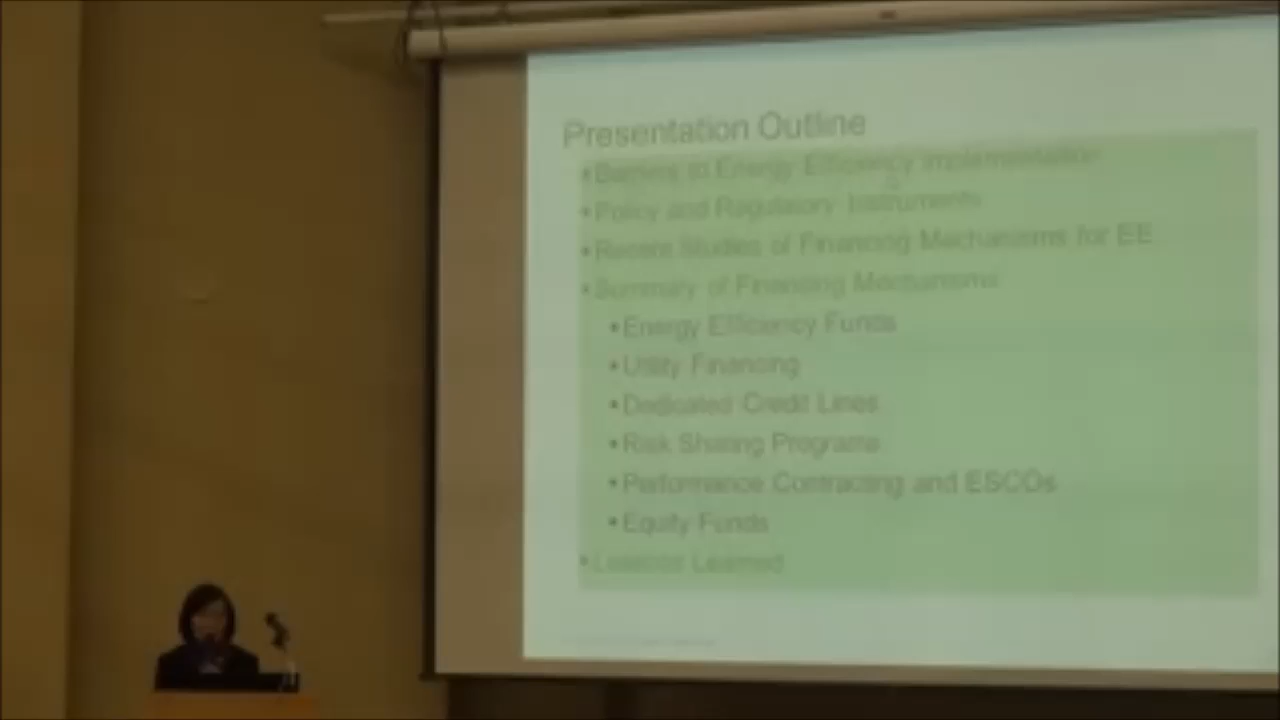 Presentation Outline
•Barriers to Energy Efficiency Implementation
•Policy and Regulatory Instruments
•Recent Studies of Financing Mechanisms for EE
•Summary of Financing Mechanisms
•Energy Efficiency Funds
•Utility Financing
•Dedicated Credit Lines
•Risk Sharing Programs
•Performance Contracting and ESCOs
•Equity Funds
•Lessons Learned